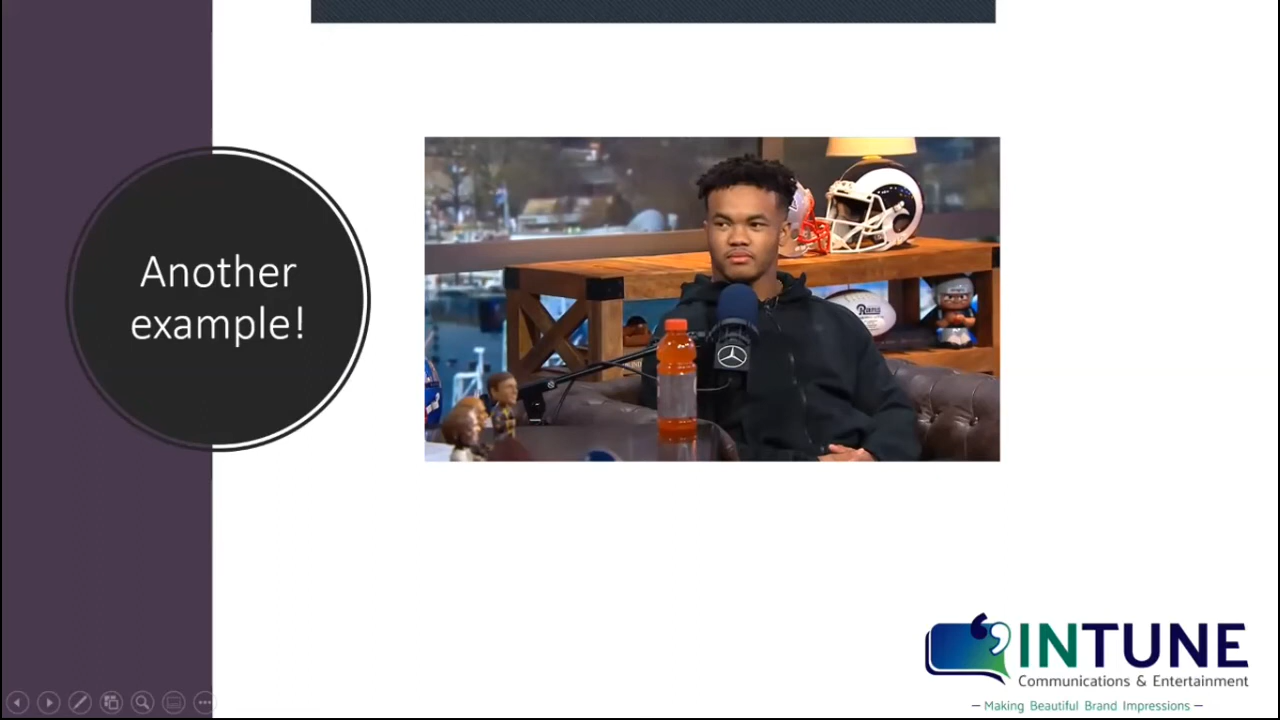 Another
example!
Rams
INTUNE
Communications & Entertainment
— Making Beautiful Brand Impressions —